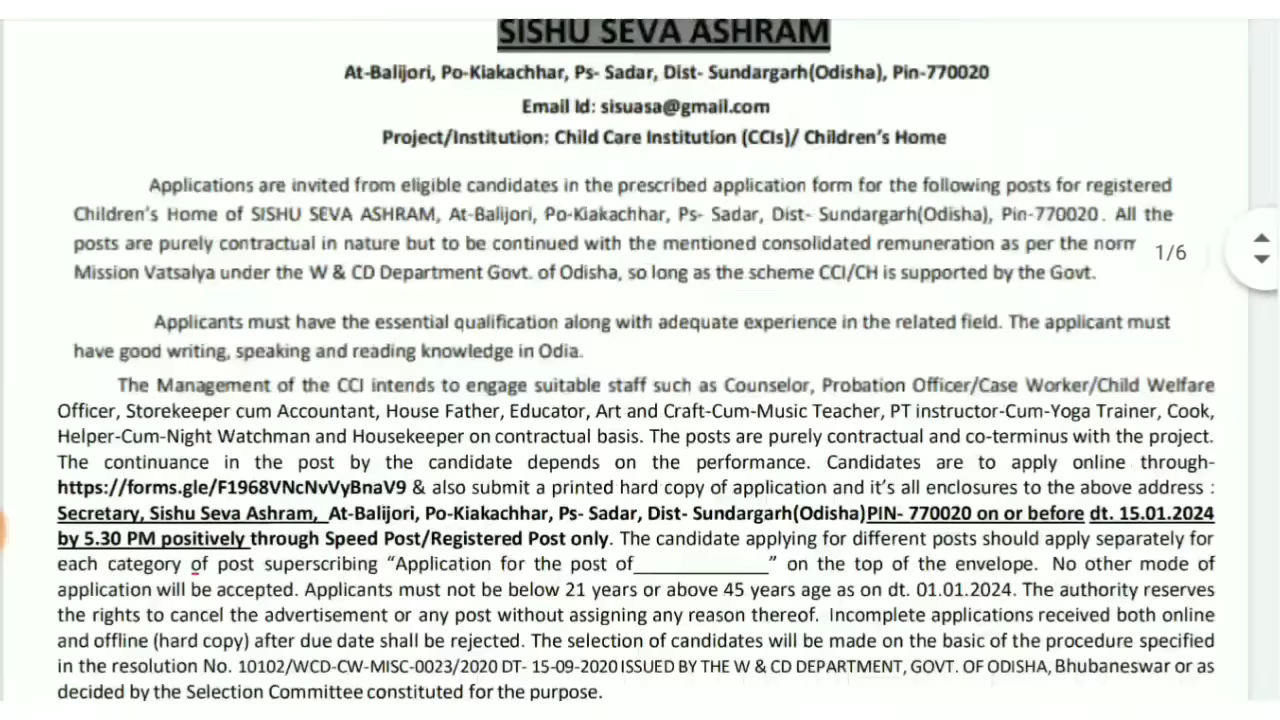 SISHU SEVA ASHRAM
At-Balijori, Po-Kiakachhar, Ps- Sadar, Dist- Sundargarh(Odisha), Pin-770020
Email Id: sisuasa@gmail.com
Project/Institution: Child Care Institution (CCIs)/ Children's Home
Applications are invited from eligible candidates in the prescribed application form for the following posts for registered
Children's Home of SISHU SEVA ASHRAM, At-Balijori, Po-Kiakachhar, Ps- Sadar, Dist- Sundargarh(Odisha), Pin-770020. All the
posts are purely contractual in nature but to be continued with the mentioned consolidated remuneration as per the norm
1/6
Mission Vatsalya under the W & CD Department Govt. of Odisha, so long as the scheme CCI/CH is supported by the Govt.
Applicants must have the essential qualification along with adequate experience in the related field. The applicant must
have good writing, speaking and reading knowledge in Odia.
The Management of the CCI intends to engage suitable staff such as Counselor, Probation Officer/Case Worker/Child Welfare
Officer, Storekeeper cum Accountant, House Father, Educator, Art and Craft-Cum-Music Teacher, PT instructor-Cum-Yoga Trainer, Cook,
Helper-Cum-Night Watchman and Housekeeper on contractual basis. The posts are purely contractual and co-terminus with the project.
The continuance in the post by the candidate depends on the performance. Candidates are to apply online through-
https://forms.gle/F1968VNcNvVyBnaV9 & also submit a printed hard copy of application and it's all enclosures to the above address :
Secretary, Sishu Seva Ashram, At-Balijori, Po-Kiakachhar, Ps- Sadar, Dist- Sundargarh(Odisha)PIN- 770020 on or before dt. 15.01.2024
by 5.30 PM positively through Speed Post/Registered Post only. The candidate applying for different posts should apply separately for
each category of post superscribing "Application for the post of______________" on the top of the envelope. No other mode of
application will be accepted. Applicants must not be below 21 years or above 45 years age as on dt. 01.01.2024. The authority reserves
the rights to cancel the advertisement or any post without assigning any reason thereof. Incomplete applications received both online
and offline (hard copy) after due date shall be rejected. The selection of candidates will be made on the basic of the procedure specified
in the resolution No. 10102/WCD-CW-MISC-0023/2020 DT- 15-09-2020 ISSUED BY THE W & CD DEPARTMENT, GOVT. OF ODISHA, Bhubaneswar or as
decided by the Selection Committee constituted for the purpose.